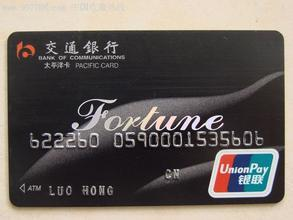 交通銀行
BANK OF COMMUNICATIONS
太平洋卡 PACIFIC CARD
Fortune
622260 0590001535606
CN
◁ATM LUO HONG
UnionPay
银联